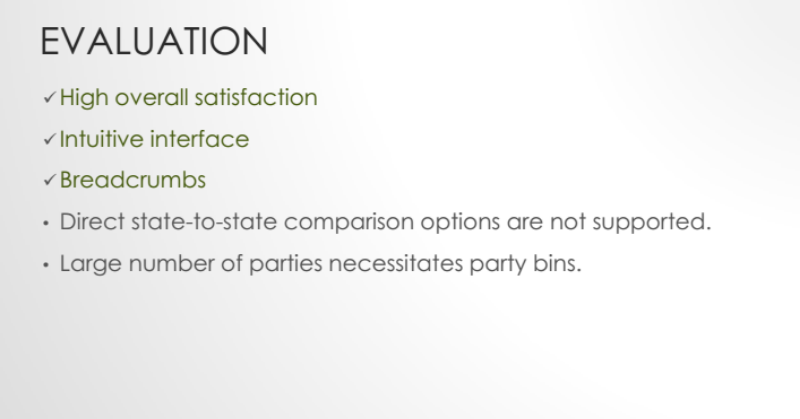 EVALUATION
✓High overall satisfaction
✓Intuitive interface
✓Breadcrumbs
• Direct state-to-state comparison options are not supported.
• Large number of parties necessitates party bins.